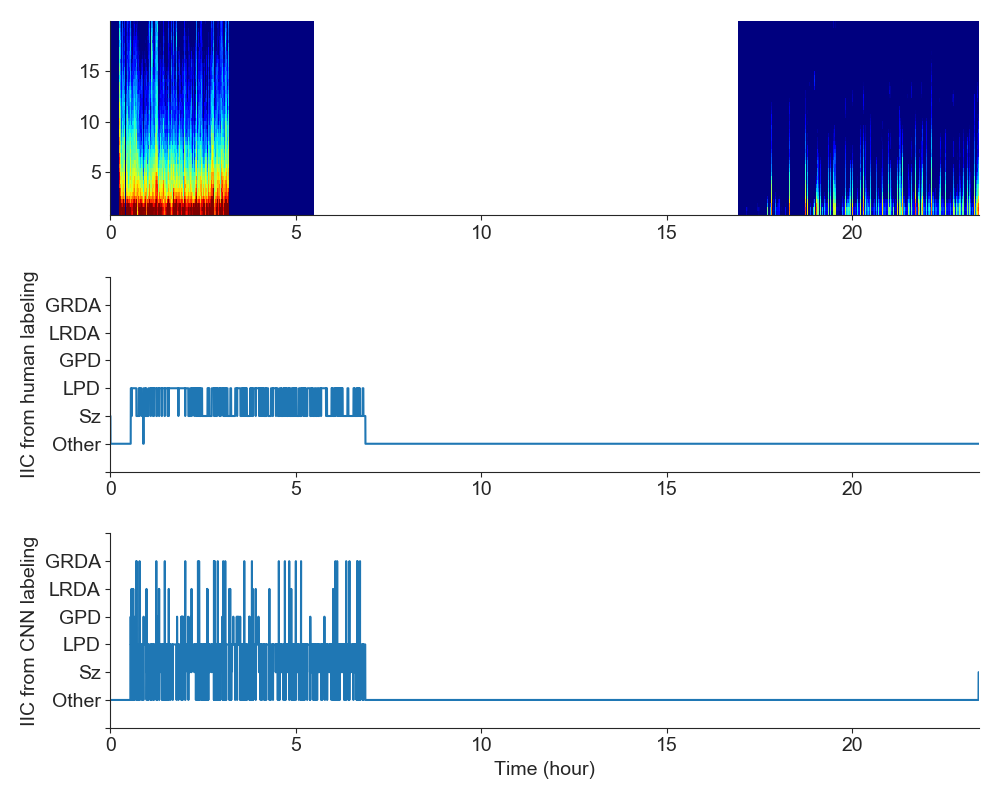 15
10
5
0 5 10 15 20
IIC from human labeling
GRDA
LRDA
GPD
LPD
Sz
Other
0 5 10 15 20
IIC from CNN labeling
GRDA
LRDA
GPD
LPD
Sz
Other
0 5 10 15 20
Time (hour)